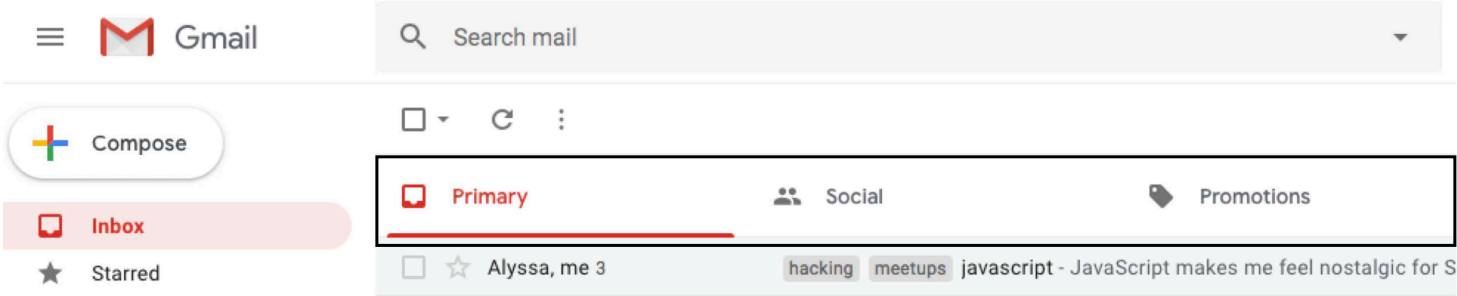 Gmail
Search mail
Compose
Primary
Social
Promotions
Inbox
Starred
Alyssa, me 3 hacking meetups javascript - JavaScript makes me feel nostalgic for S